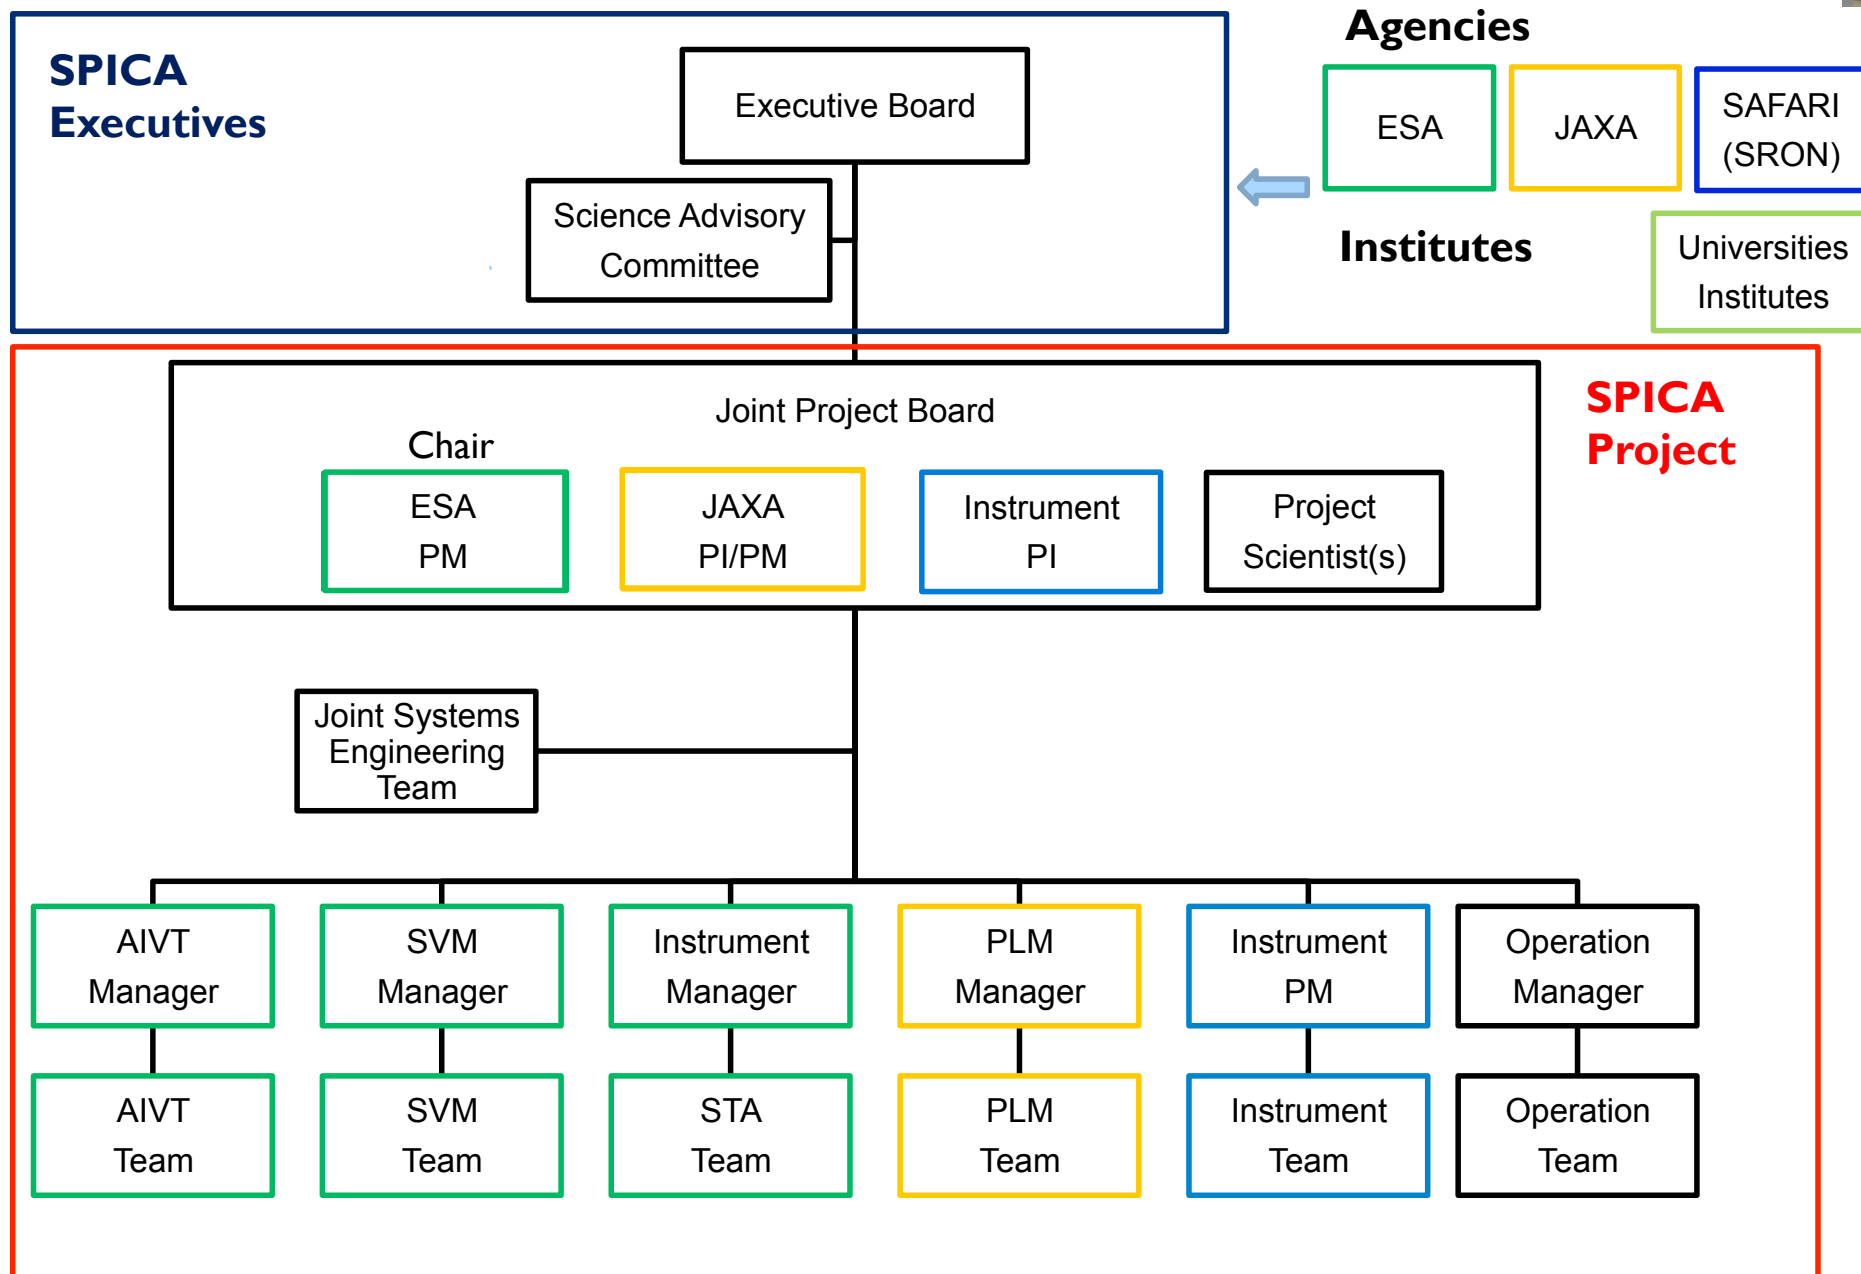 SPICA
Executives
Executive Board
Science Advisory
Committee
Agencies
ESA
JAXA
SAFARI
(SRON)
Institutes
Universities
Institutes
SPICA
Project
Joint Project Board
Chair
ESA
PM
JAXA
PI/PM
Instrument
PI
Project
Scientist(s)
Joint Systems
Engineering
Team
AIVT
Manager
SVM
Manager
Instrument
Manager
PLM
Manager
Instrument
PM
Operation
Manager
AIVT
Team
SVM
Team
STA
Team
PLM
Team
Instrument
Team
Operation
Team